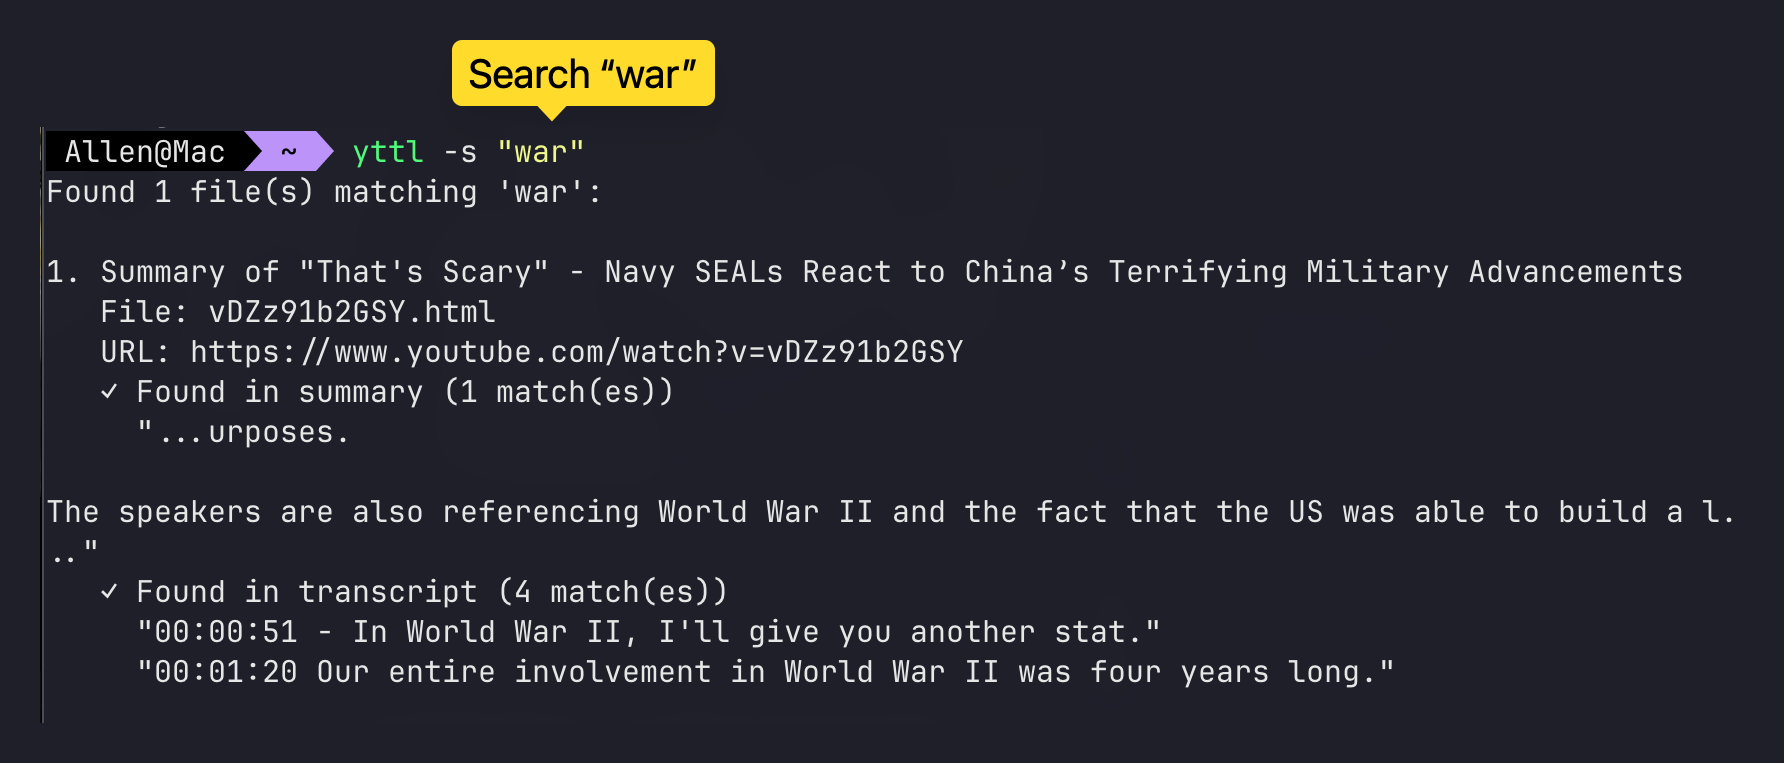 Search “war”
Allen@Mac ~ yttl -s "war"
Found 1 file(s) matching 'war':
1. Summary of "That's Scary" - Navy SEALs React to China’s Terrifying Military Advancements
File: vDZz91b2GSY.html
URL: https://www.youtube.com/watch?v=vDZz91b2GSY
✓ Found in summary (1 match(es))
"...urposes.
The speakers are also referencing World War II and the fact that the US was able to build a l.
.."
✓ Found in transcript (4 match(es))
"00:00:51 - In World War II, I'll give you another stat."
"00:01:20 Our entire involvement in World War II was four years long."